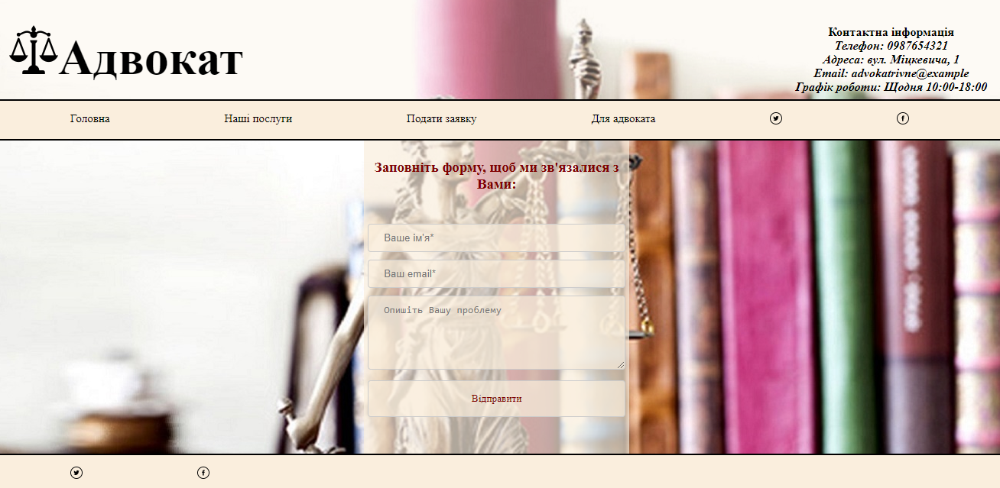 Адвокат
Контактна інформація
Телефон: 0987654321
Адреса: вул. Міцкевича, 1
Email: advokatrivne@example
Графік роботи: Щодня 10:00-18:00
Головна
Наші послуги
Подати заявку
Для адвоката
Заповніть форму, щоб ми зв'язалися з
Вами:
Ваше ім'я*
Ваш email*
Опишіть Вашу проблему
Відправити